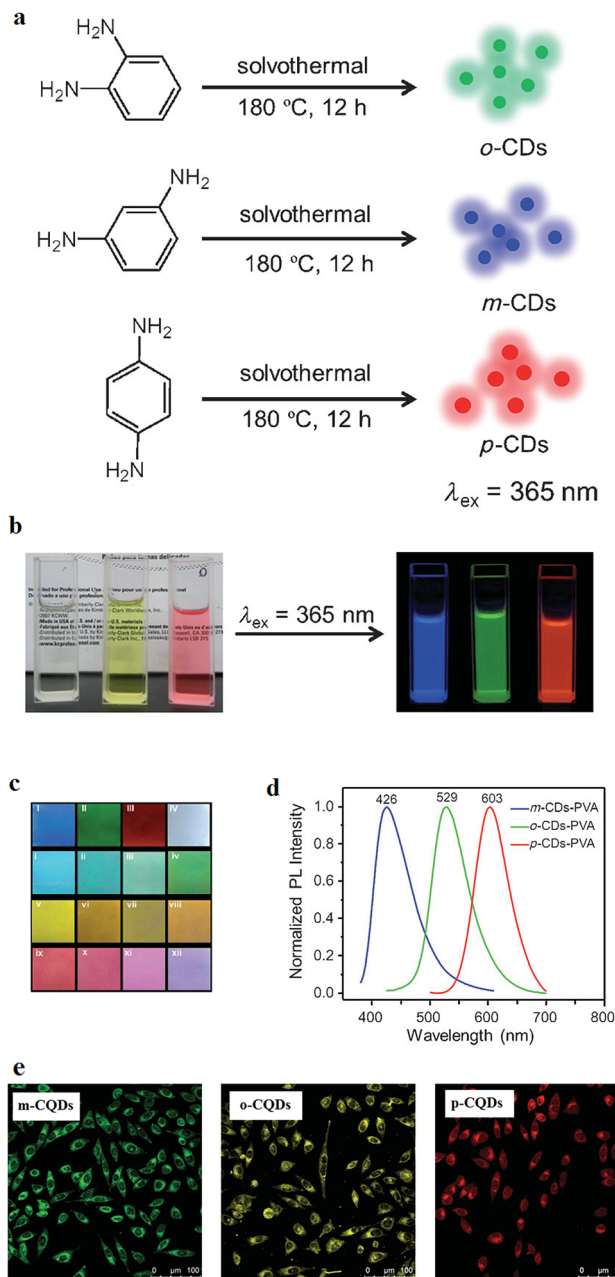 a
H₂N
H₂N
solvothermal
180 ºC, 12 h
o-CDs
NH₂
H₂N
solvothermal
180 ºC, 12 h
m-CDs
NH₂
H₂N
solvothermal
180 ºC, 12 h
p-CDs
λex = 365 nm
b
λex = 365 nm
c
i ii iii iv
i ii iii iv
v vi vii viii
ix x xi xii
d
426 529 603
m-CDs-PVA
o-CDs-PVA
p-CDs-PVA
Normalized PL Intensity
1.0
0.8
0.6
0.4
0.2
0.0
400 500 600 700 800
Wavelength (nm)
e
m-CQDs
o-CQDs
p-CQDs
0 µm 100
0 µm 100
0 µm 100